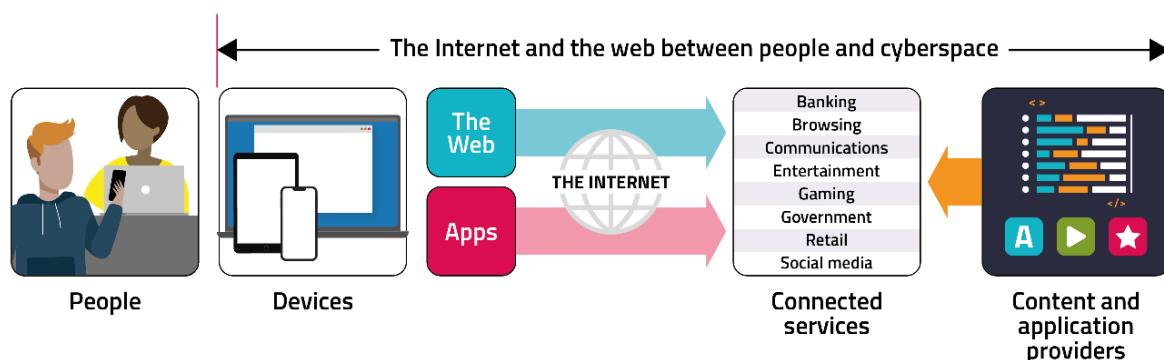 The Internet and the web between people and cyberspace
The
Web
Apps
THE INTERNET
Banking
Browsing
Communications
Entertainment
Gaming
Government
Retail
Social media
< >
</>
A
People
Devices
Connected
services
Content and
application
providers